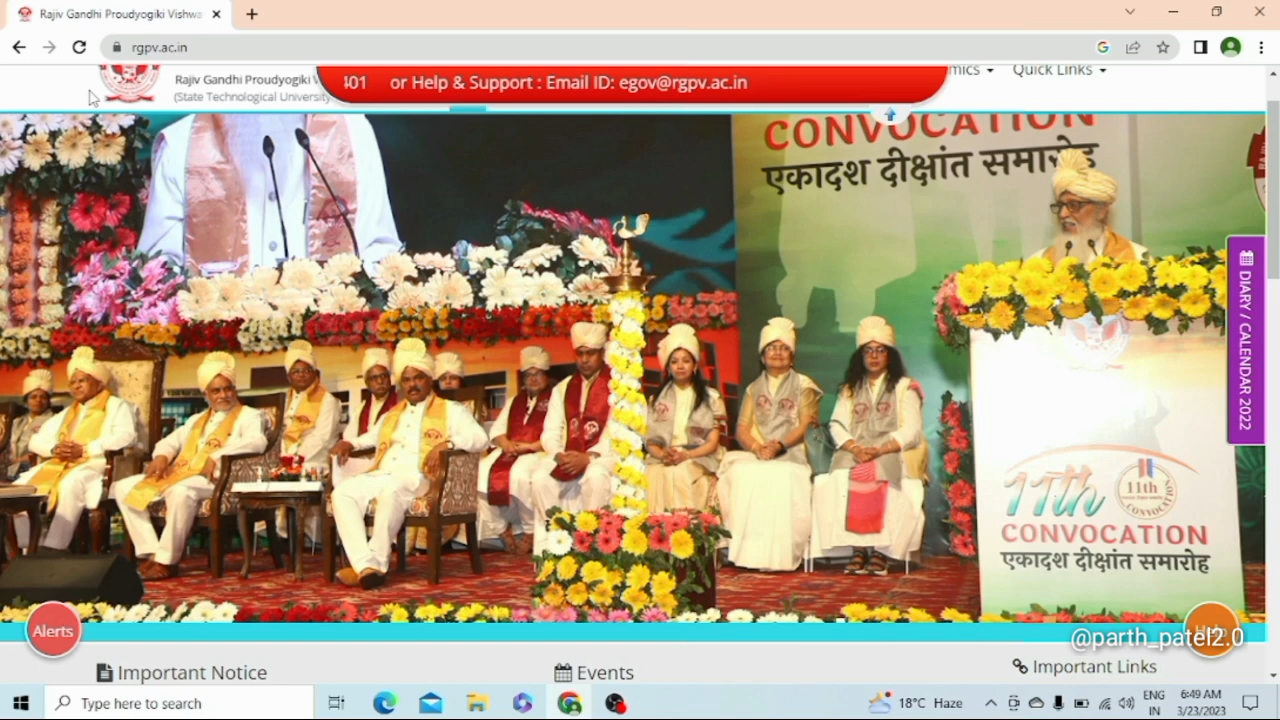 Rajiv Gandhi Proudyogiki Vishwa
rgpv.ac.in
Rajiv Gandhi Proudyogiki V
(State Technological University
401 or Help & Support : Email ID: egov@rgpv.ac.in
mics
Quick Links
CONVOCATION
एकादश दीक्षांत समारोह
DIARY / CALENDAR 2022
11th
11th
CONVOCATION
CONVOCATION
एकादश दीक्षांत समारोह
Alerts
Help
@parth_patel2.0
Important Notice
Events
Important Links
Type here to search
18°C Haze
ENG
IN
6:49 AM
3/23/2023